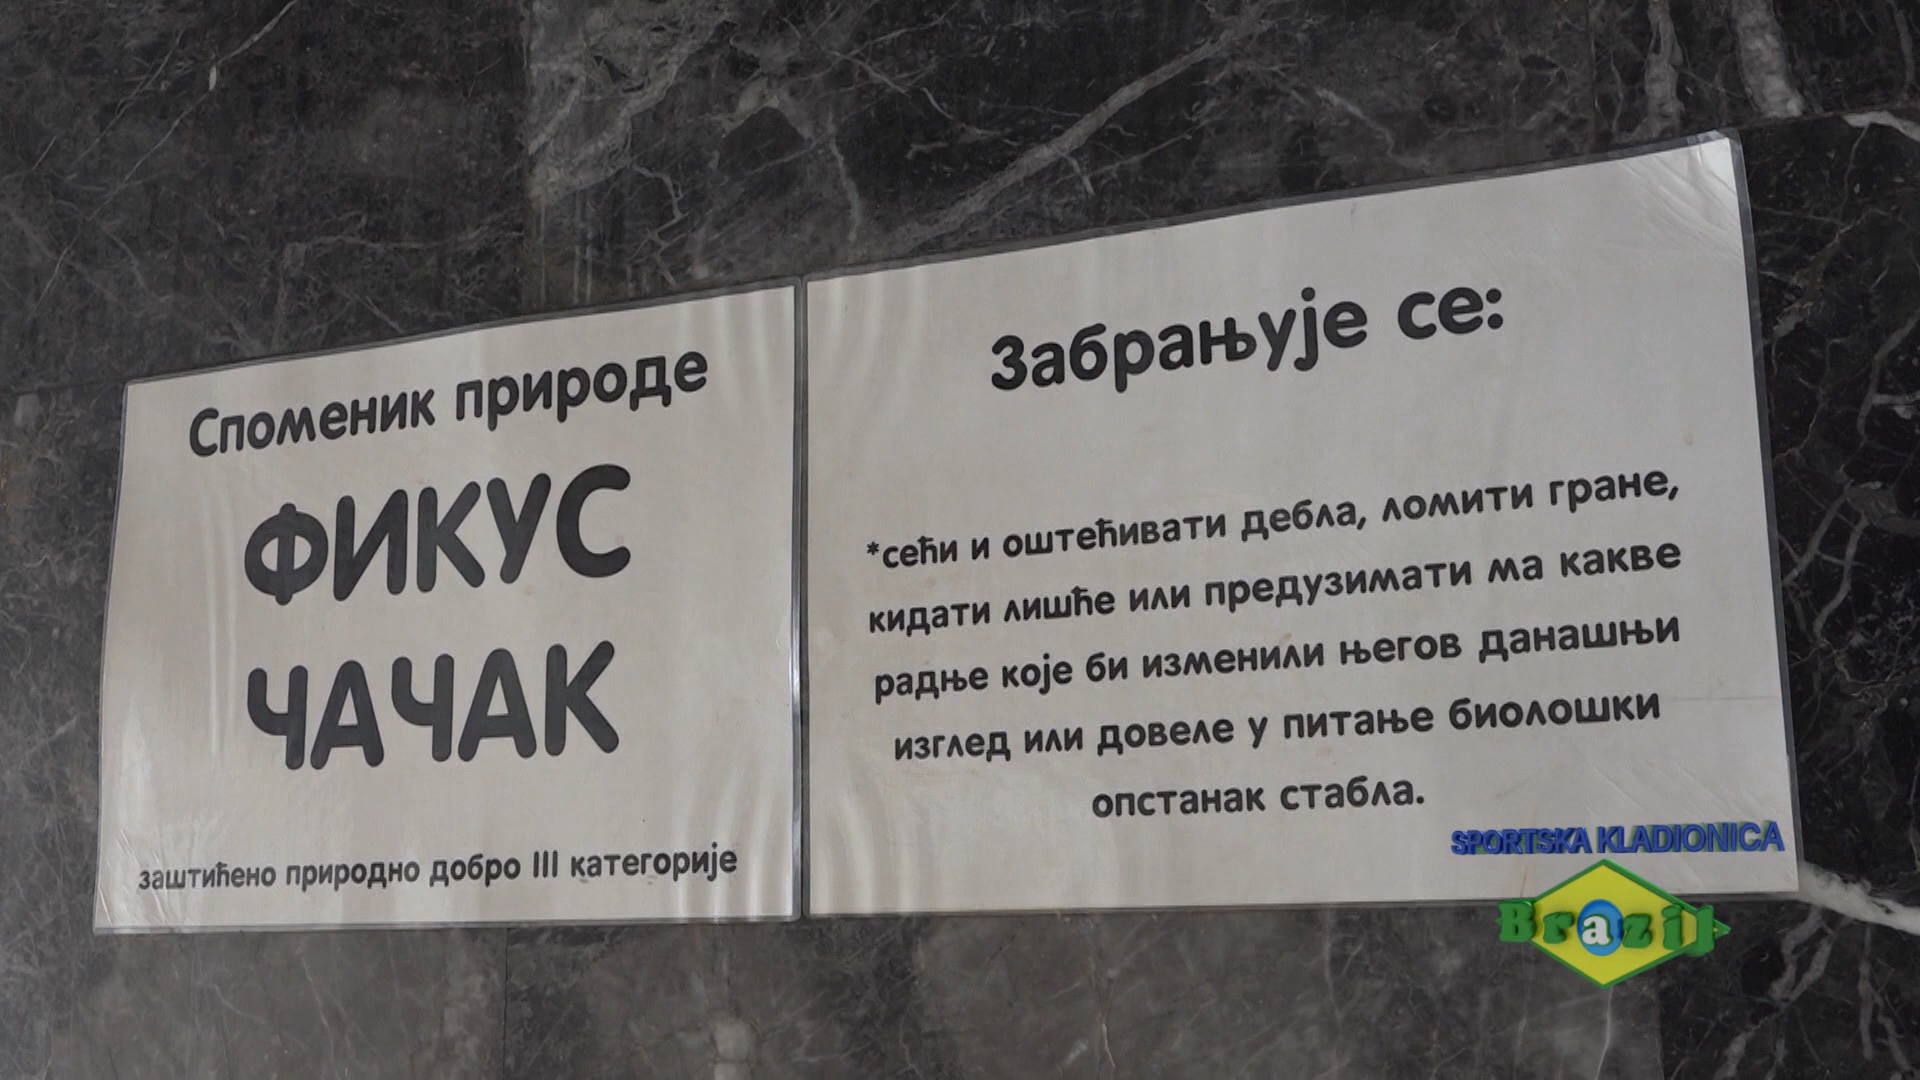 Споменик природе
ФИКУС
ЧАЧАК
заштићено природно добро III категорије
Забрањује се:
*сећи и оштећивати дебла, ломити гране,
кидати лишће или предузимати ма какве
радње које би изменили његов данашњи
изглед или довеле у питање биолошки
опстанак стабла.
SPORTSKA KLADIONICA
Brazil